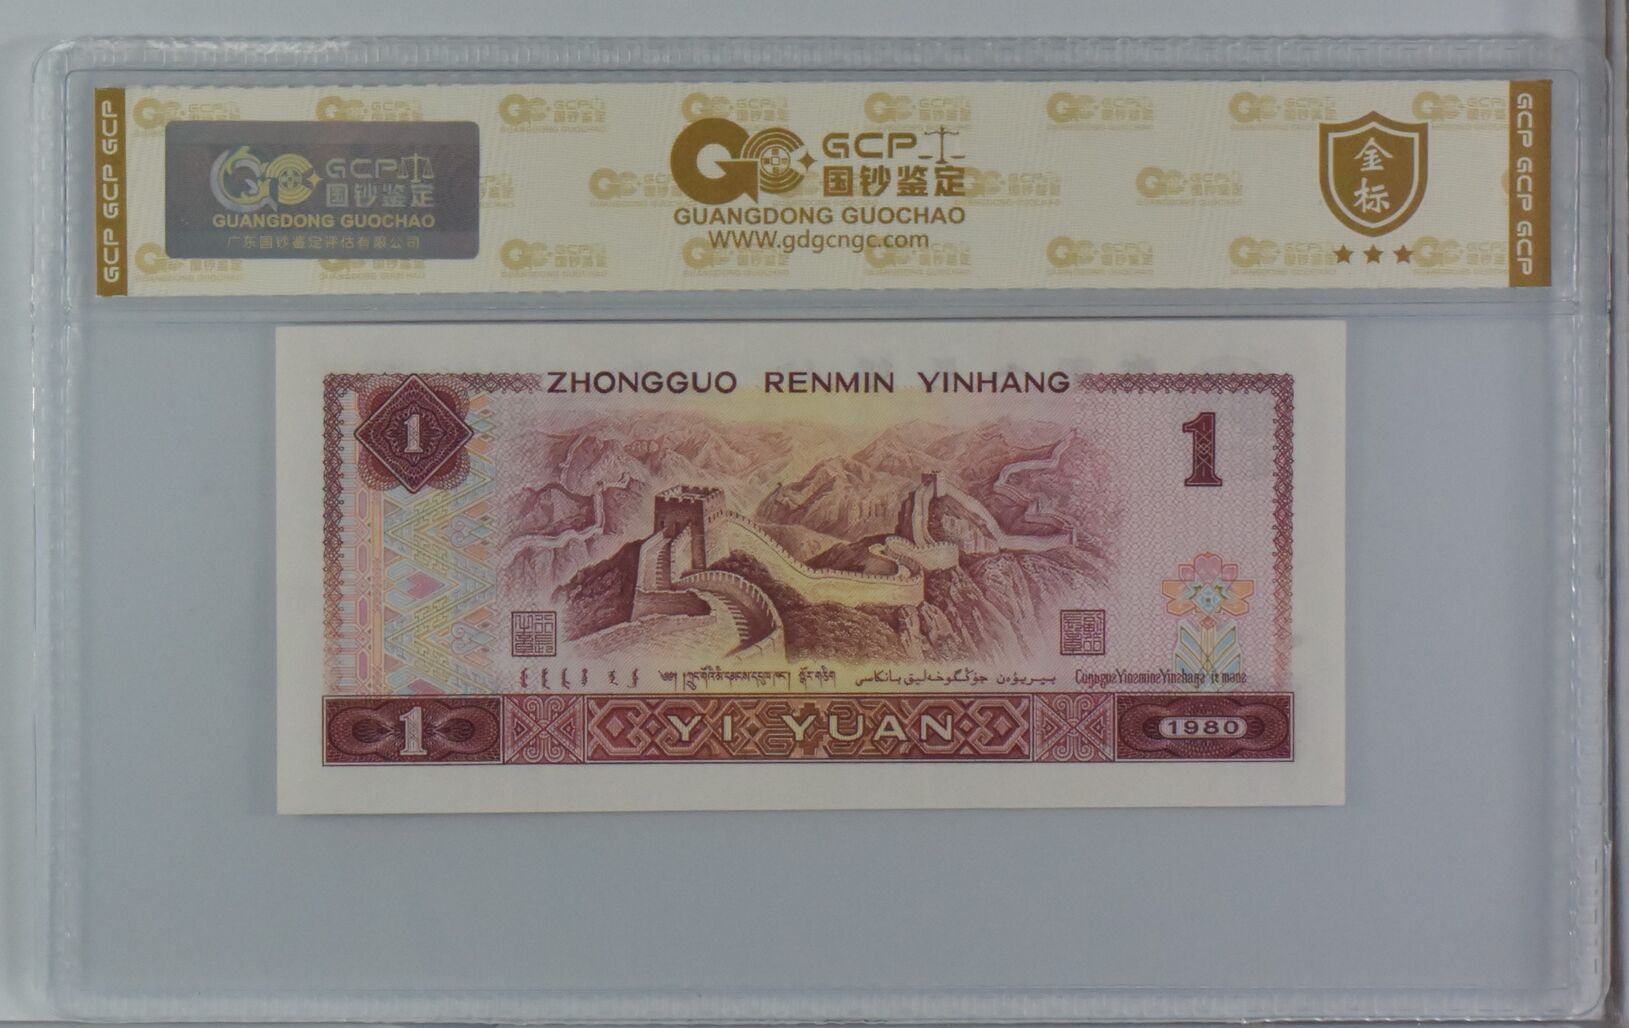 GCP GCP GCP
GCP 国钞鉴定
GUANGDONG GUOCHAO
广东国钞鉴定评估有限公司
GCP
国钞鉴定
GUANGDONG GUOCHAO
WWW.gdgcngc.com
金
标
GCP GCP GCP
ZHONGGUO RENMIN YINHANG
1
1
1
YI YUAN
1980